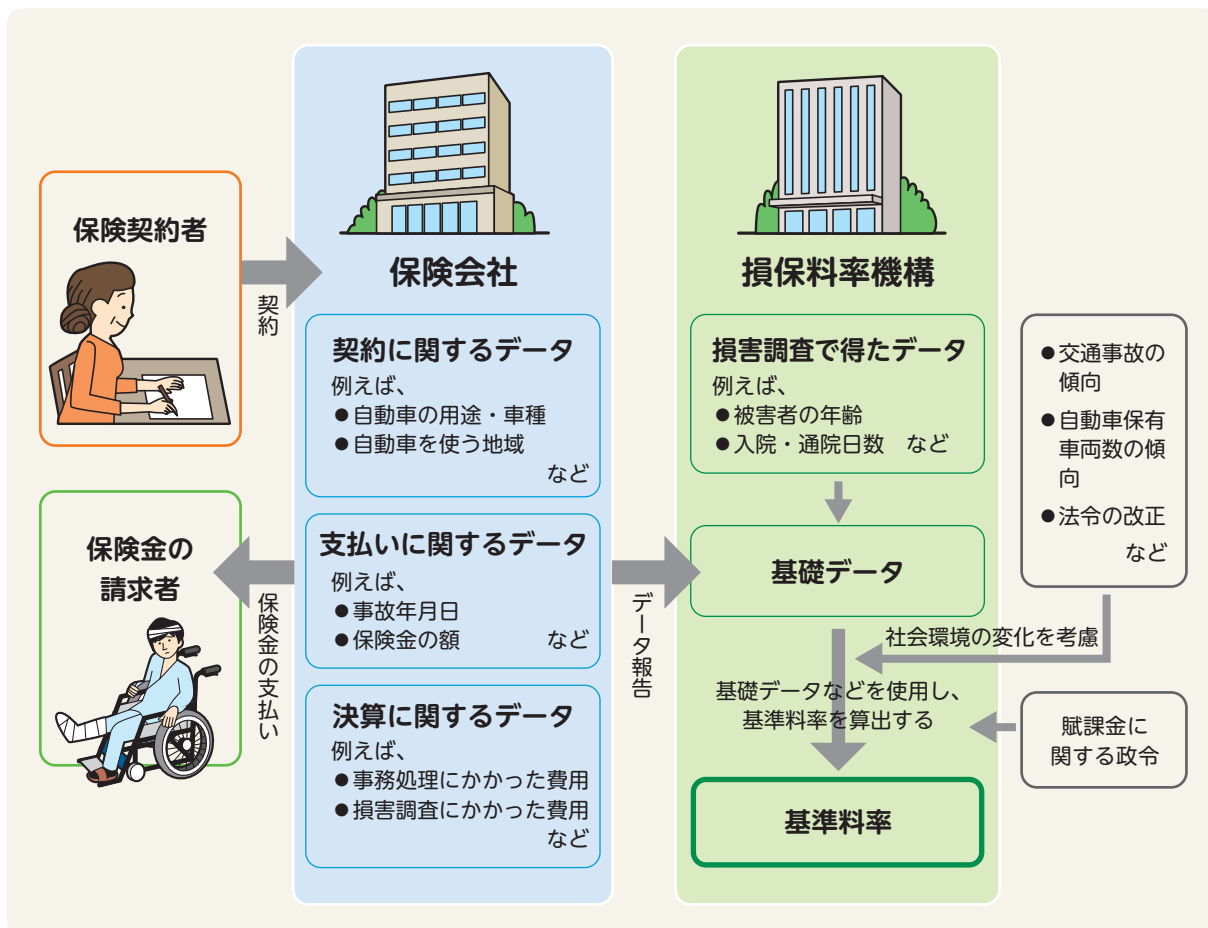 保険契約者
契約
保険金の
請求者
保険金の支払い
保険会社
契約に関するデータ
例えば、
●自動車の用途・車種
●自動車を使う地域
など
支払いに関するデータ
例えば、
●事故年月日
●保険金の額　など
決算に関するデータ
例えば、
●事務処理にかかった費用
●損害調査にかかった費用
など
データ報告
損保料率機構
損害調査で得たデータ
例えば、
●被害者の年齢
●入院・通院日数　など
基礎データ
社会環境の変化を考慮
基礎データなどを使用し、
基準料率を算出する
基準料率
●交通事故の
傾向
●自動車保有
車両数の傾
向
●法令の改正
など
賦課金に
関する政令